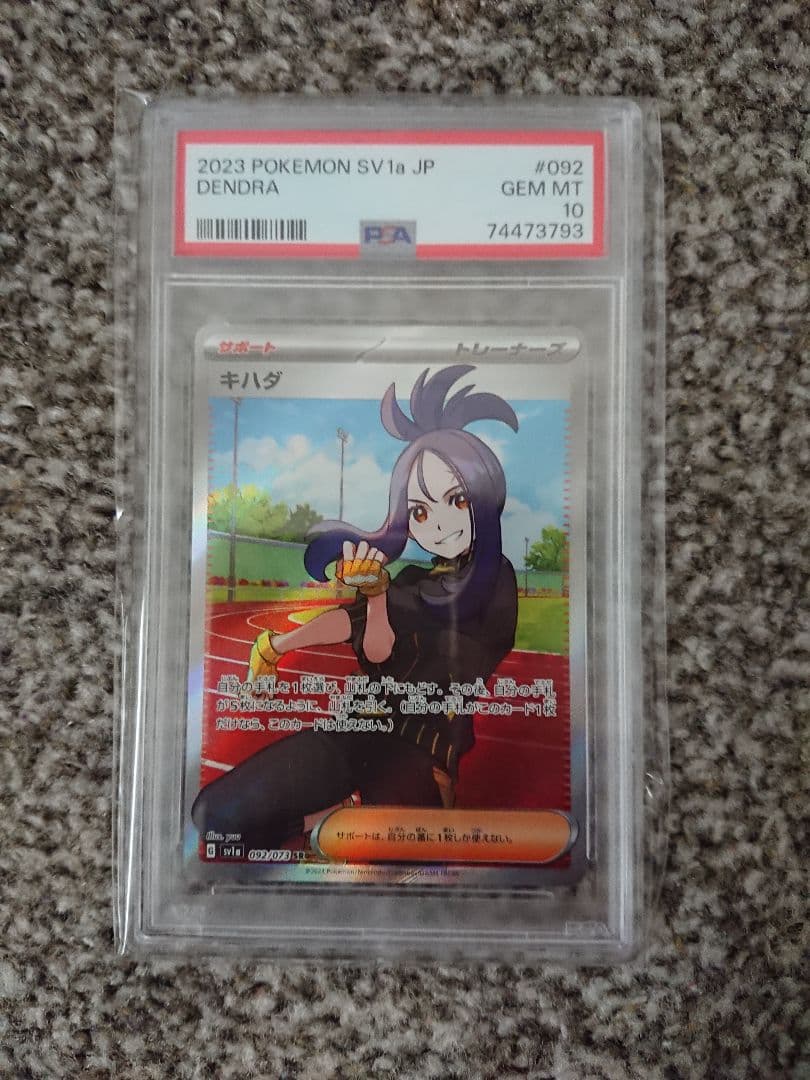 2023 POKEMON SV1a JP #092
DENDRA GEM MT
10
PSA 74473793
サポート トレーナーズ
キハダ
自分の手札を1枚選び、山札の下にもどす。その後、自分の手札
が5枚になるように、山札を引く。(自分の手札がこのカード1枚
だけなら、このカードは使えない。)
サポートは、自分の番に1枚しか使えない。
Illus. yuu
G sv1a 092/073 SR